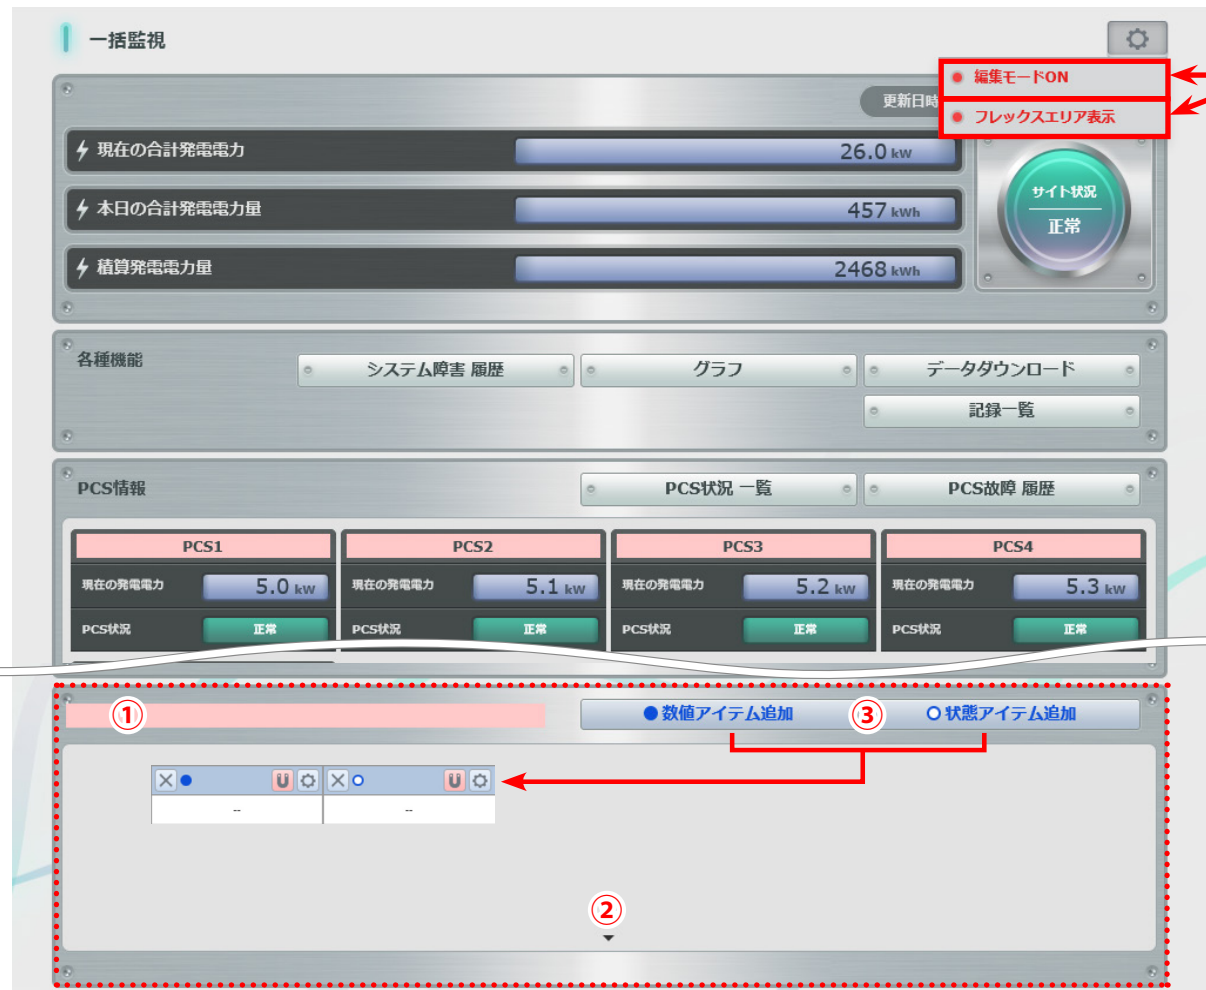 一括監視
編集モードON
更新日時
フレックスエリア表示
現在の合計発電電力 26.0 kW
本日の合計発電電力量 457 kWh
積算発電電力量 2468 kWh
サイト状況
正常
各種機能
システム障害 履歴 グラフ データダウンロード
記録一覧
PCS情報 PCS状況 一覧 PCS故障 履歴
PCS1 PCS2 PCS3 PCS4
現在の発電電力 5.0 kW 現在の発電電力 5.1 kW 現在の発電電力 5.2 kW 現在の発電電力 5.3 kW
PCS状況 正常 PCS状況 正常 PCS状況 正常 PCS状況 正常
① ●数値アイテム追加 ③ ○状態アイテム追加
-- --
②